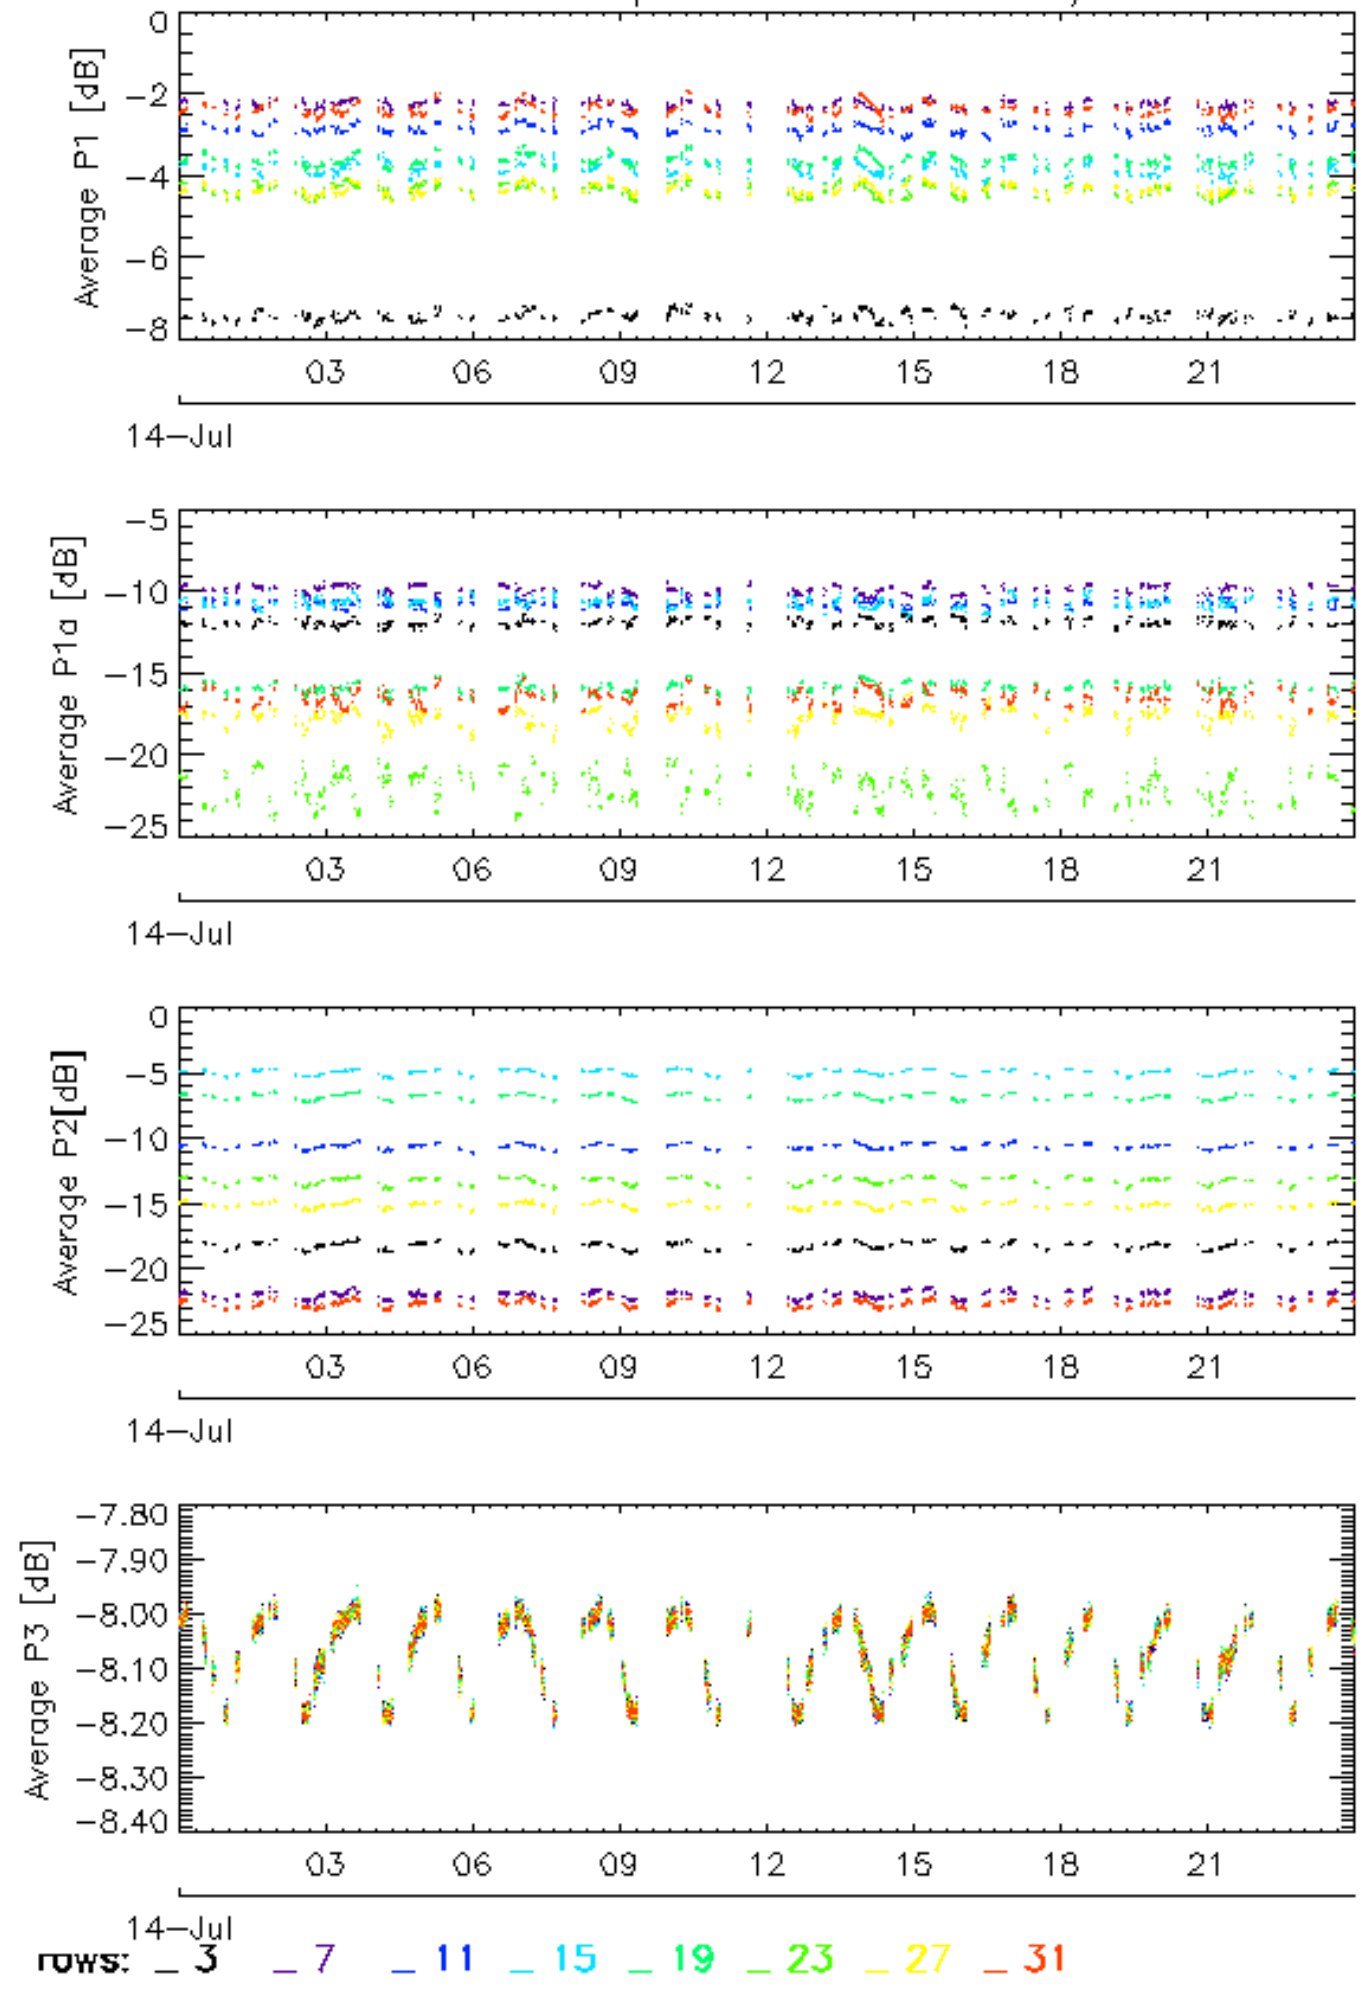 Average P1 [dB]
0
−2
−4
−6
−8
03 06 09 12 15 18 21
14−Jul
Average P1a [dB]
−5
−10
−15
−20
−25
03 06 09 12 15 18 21
14−Jul
Average P2[dB]
0
−5
−10
−15
−20
−25
03 06 09 12 15 18 21
14−Jul
Average P3 [dB]
−7.80
−7.90
−8.00
−8.10
−8.20
−8.30
−8.40
03 06 09 12 15 18 21
14−Jul
rows: _ 3 _ 7 _ 11 _ 15 _ 19 _ 23 _ 27 _ 31